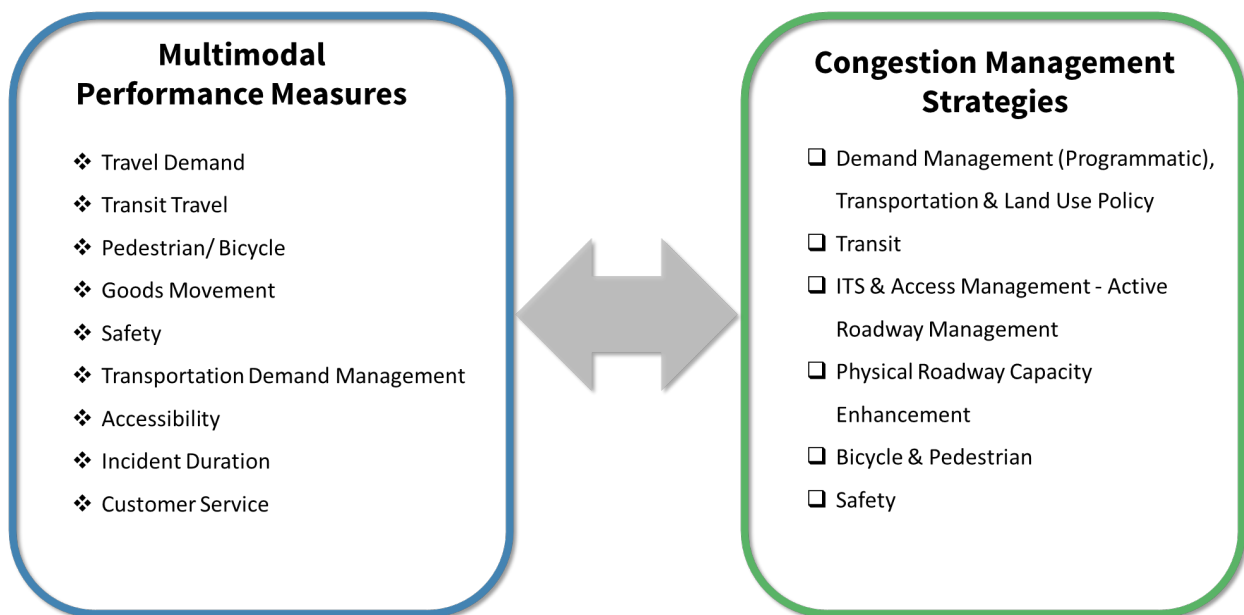 Multimodal
Performance Measures
❖ Travel Demand
❖ Transit Travel
❖ Pedestrian/ Bicycle
❖ Goods Movement
❖ Safety
❖ Transportation Demand Management
❖ Accessibility
❖ Incident Duration
❖ Customer Service
Congestion Management
Strategies
❑ Demand Management (Programmatic),
Transportation & Land Use Policy
❑ Transit
❑ ITS & Access Management - Active
Roadway Management
❑ Physical Roadway Capacity
Enhancement
❑ Bicycle & Pedestrian
❑ Safety